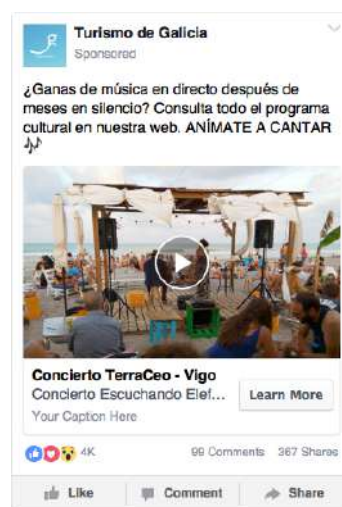 Turismo de Galicia
Sponsored
¿Ganas de música en directo después de
meses en silencio? Consulta todo el programa
cultural en nuestra web. ANÍMATE A CANTAR
🎶
Concierto TerraCeo - Vigo
Concierto Escuchando Elef...
Learn More
Your Caption Here
4K
99 Comments
367 Shares
Like
Comment
Share